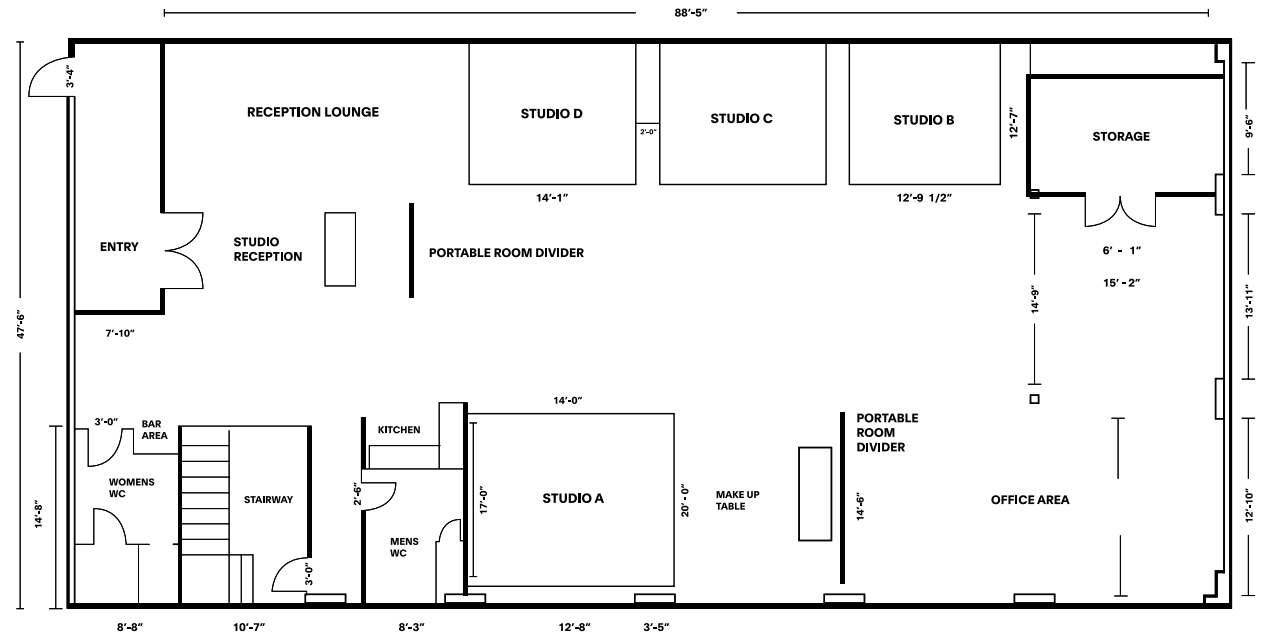 88'-5"
3'-4"
RECEPTION LOUNGE
STUDIO D
STUDIO C
STUDIO B
12'-7"
STORAGE
9'-6"
2'-0"
14'-1"
12'-9 1/2"
ENTRY
STUDIO
RECEPTION
PORTABLE ROOM DIVIDER
6' - 1"
15' - 2"
14'-9"
13'-11"
47'-6"
7'-10"
14'-0"
3'-0"
BAR
AREA
KITCHEN
PORTABLE
ROOM
DIVIDER
WOMENS
WC
STAIRWAY
2'-6"
17'-0"
STUDIO A
20' - 0"
MAKE UP
TABLE
14'-6"
OFFICE AREA
12'-10"
14'-8"
MENS
WC
3'-0"
8'-8"
10'-7"
8'-3"
12'-8"
3'-5"